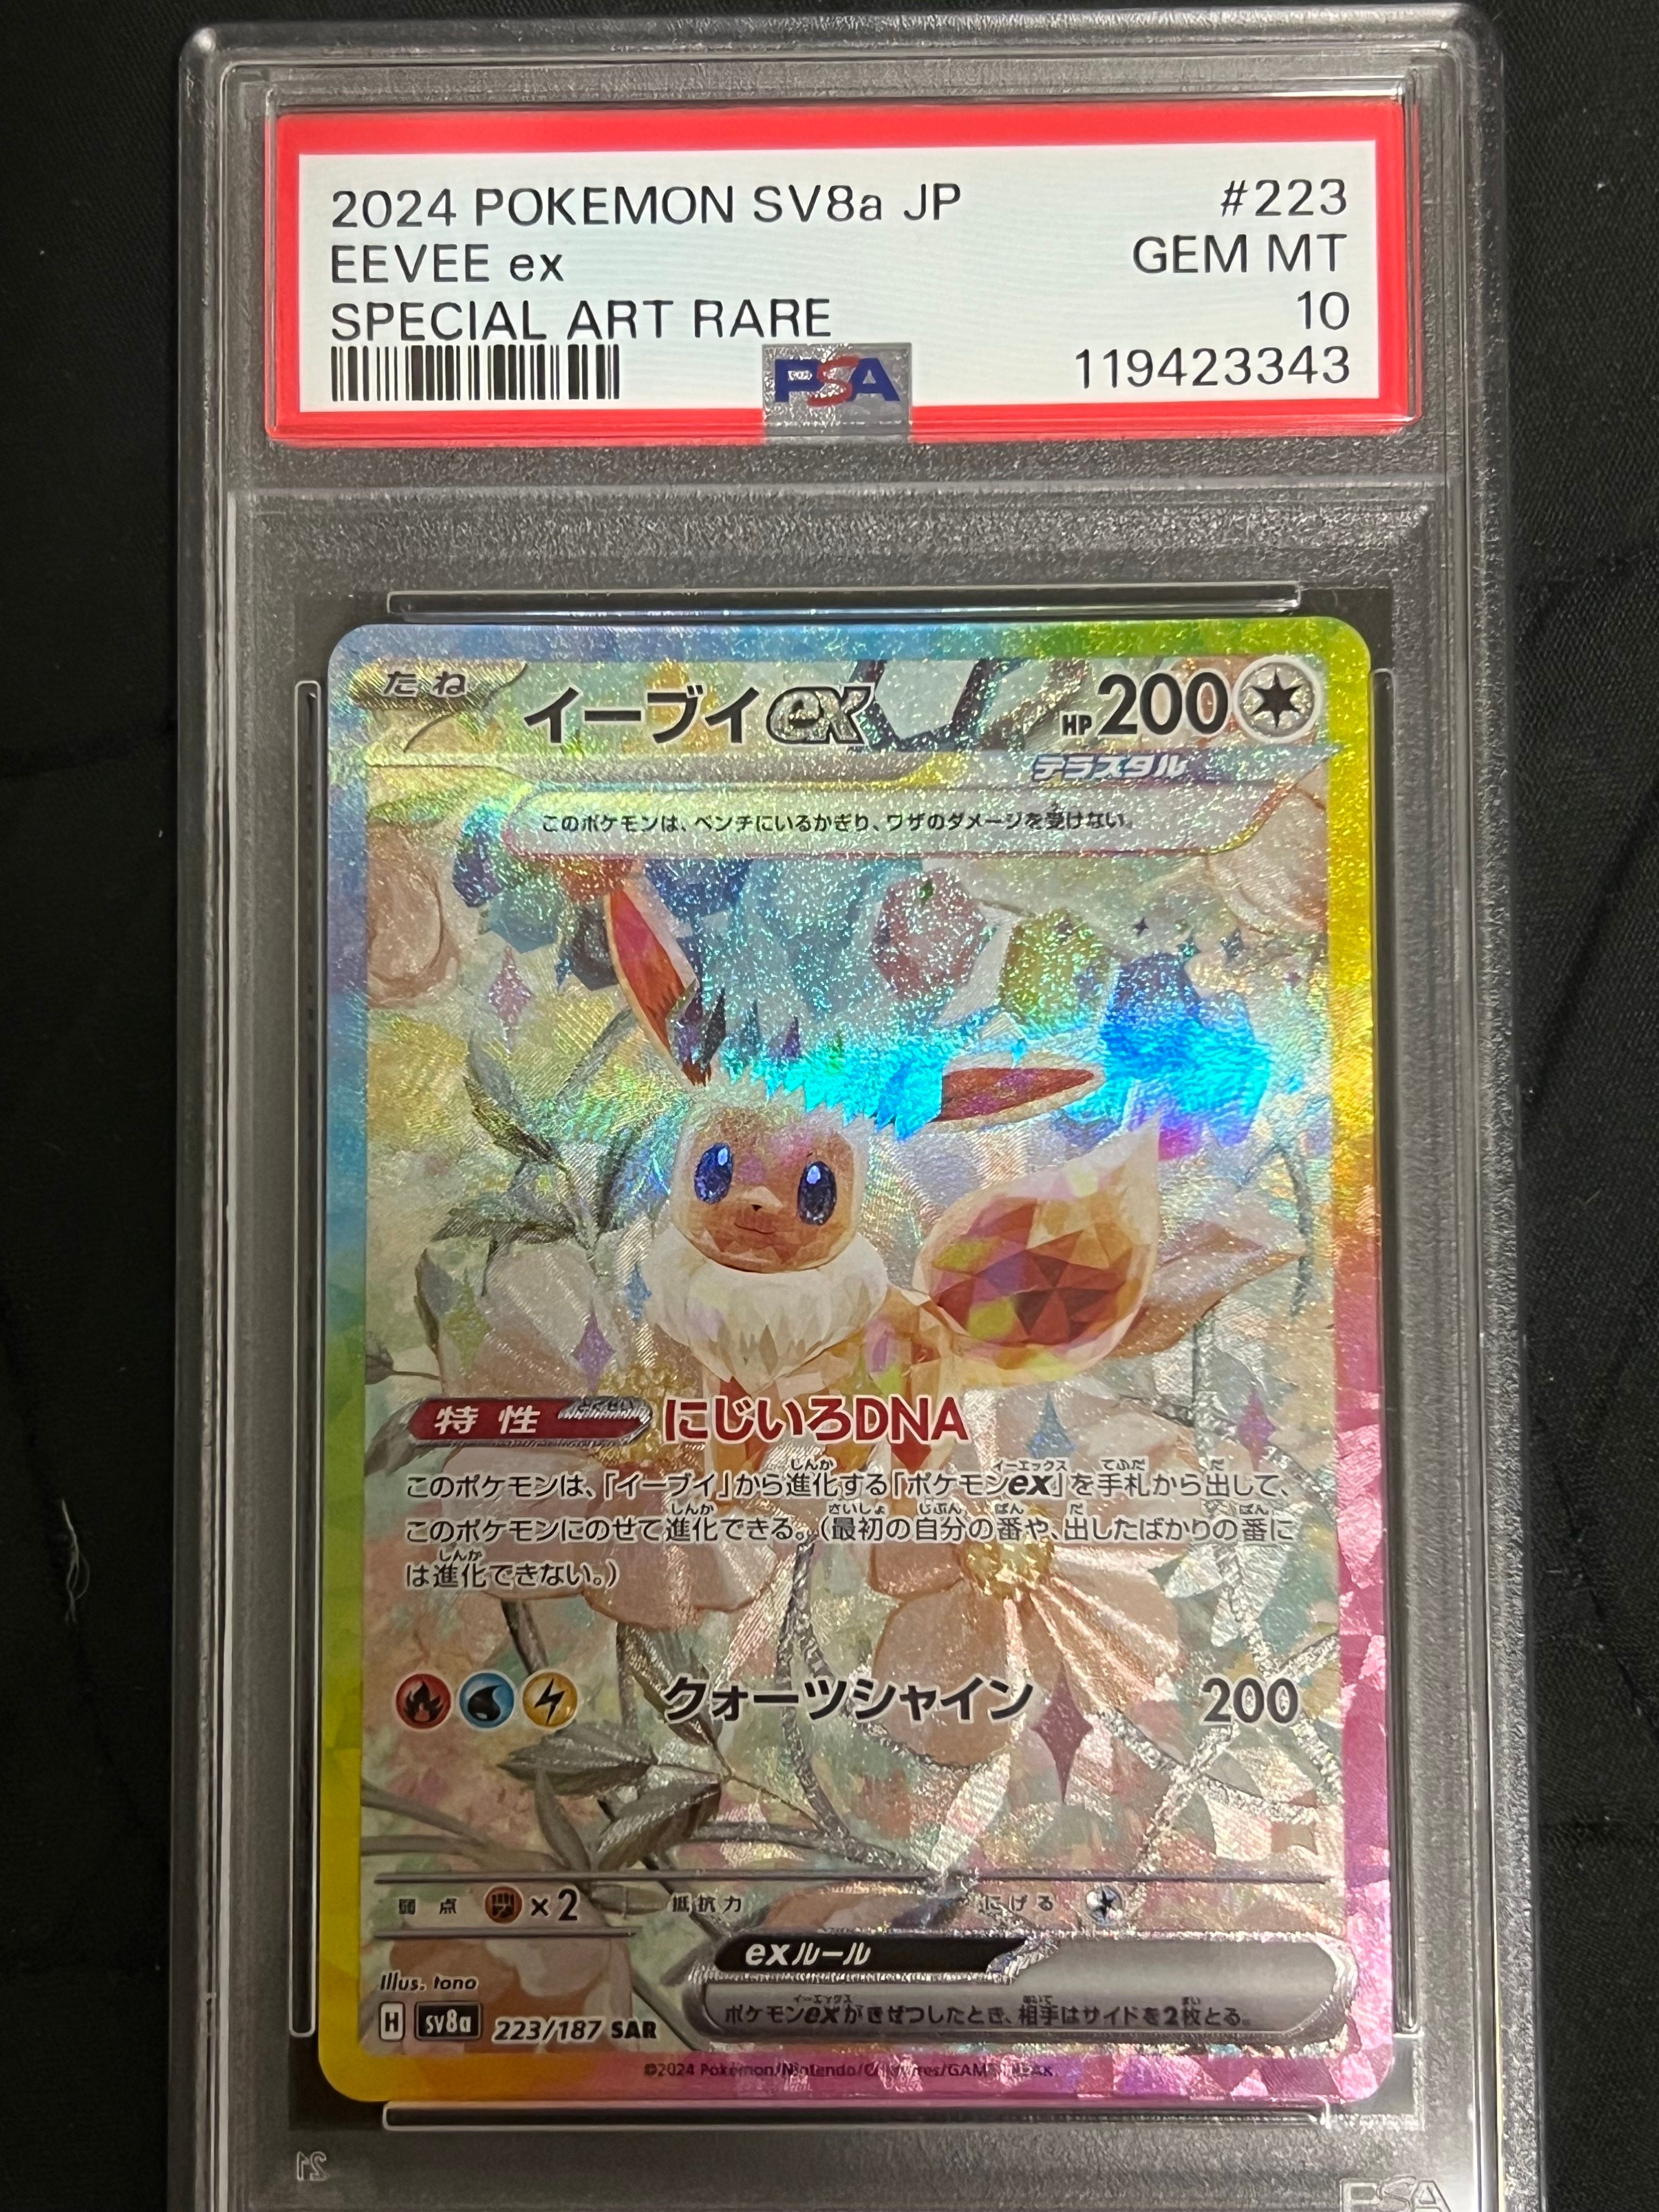 2024 POKEMON SV8a JP #223
EEVEE ex GEM MT
SPECIAL ART RARE 10
PSA 119423343
たね イーブイex HP200
テラスタル
このポケモンは、ベンチにいるかぎり、ワザのダメージを受けない。
特性 にじいろDNA
このポケモンは、「イーブイ」から進化する「ポケモンex」を手札から出して、
このポケモンにのせて進化できる。（最初の自分の番や、出したばかりの番に
は進化できない。）
クォーツシャイン 200
弱点 ×2 抵抗力 にげる
exルール
ポケモンexがきぜつしたとき、相手はサイドを2枚とる。
Illus. tono
H sv8a 223/187 SAR
©2024 Pokémon/Nintendo/Creatures/GAME FREAK
21
PSA